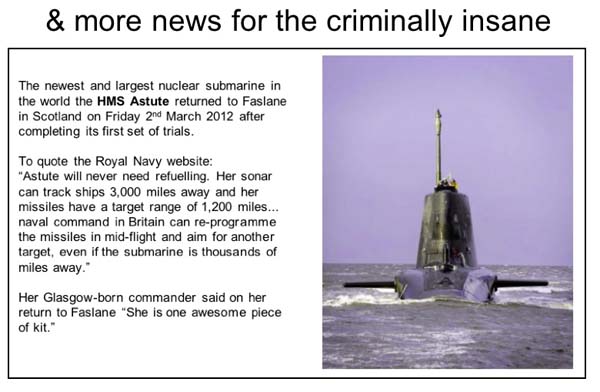 & more news for the criminally insane
The newest and largest nuclear submarine in
the world the HMS Astute returned to Faslane
in Scotland on Friday 2nd March 2012 after
completing its first set of trials.
To quote the Royal Navy website:
“Astute will never need refuelling. Her sonar
can track ships 3,000 miles away and her
missiles have a target range of 1,200 miles...
naval command in Britain can re-programme
the missiles in mid-flight and aim for another
target, even if the submarine is thousands of
miles away.”
Her Glasgow-born commander said on her
return to Faslane “She is one awesome piece
of kit.”